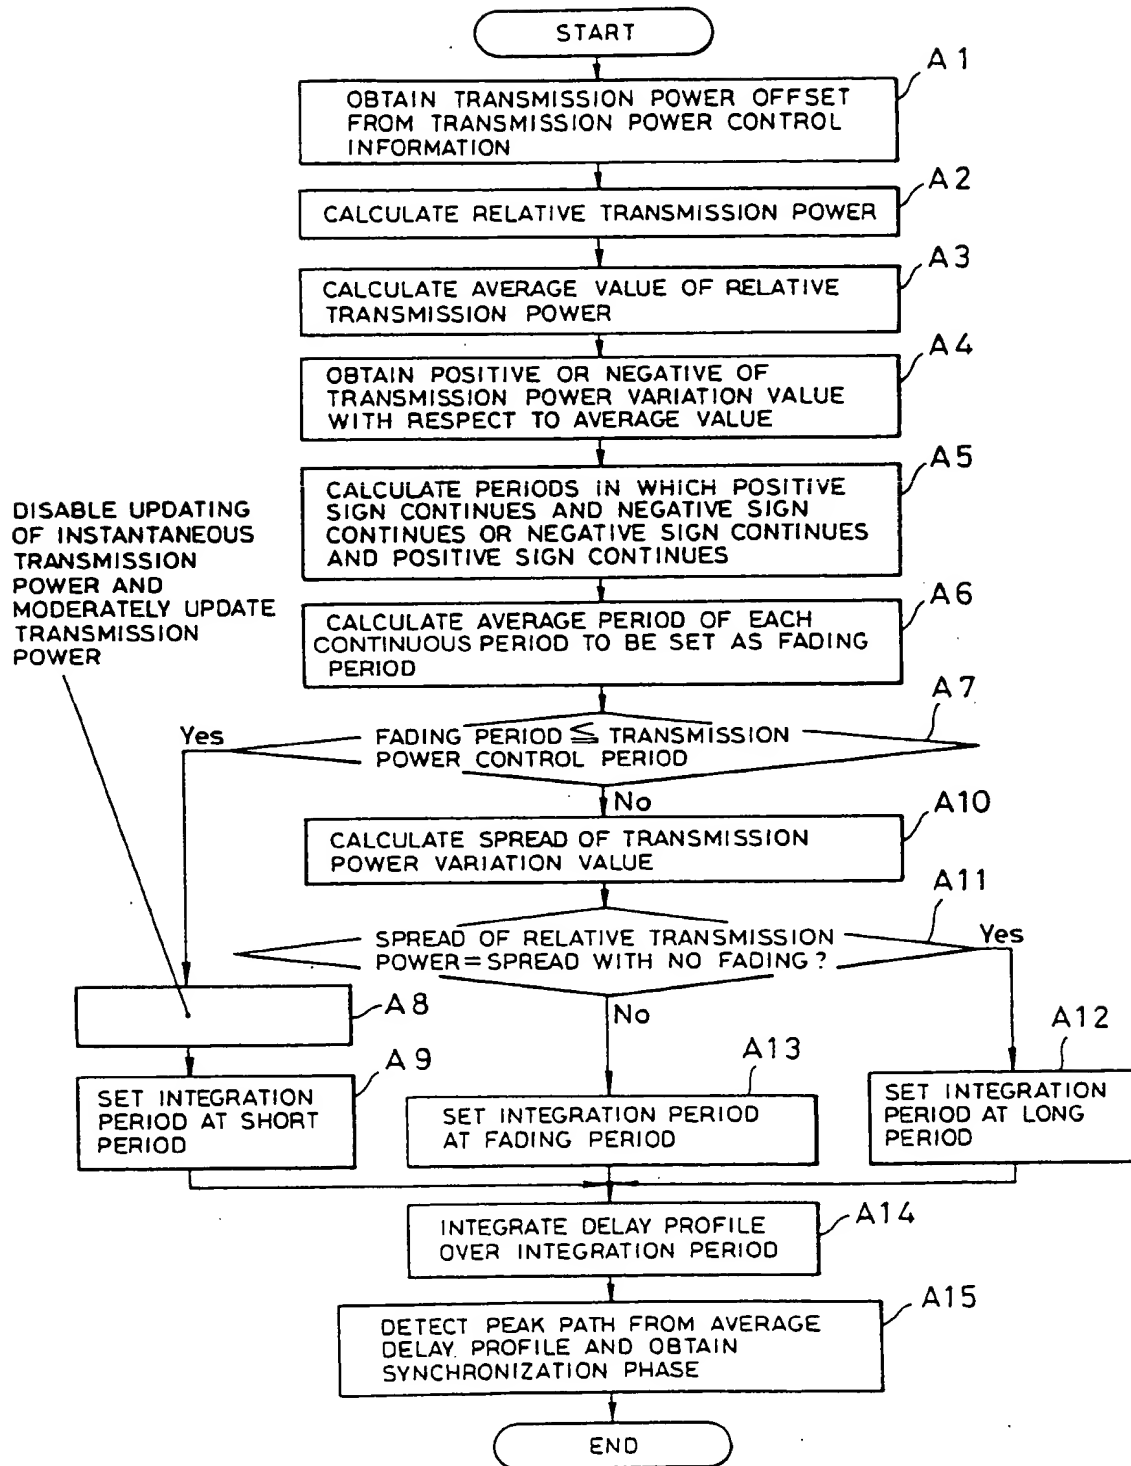 START
A1
OBTAIN TRANSMISSION POWER OFFSET
FROM TRANSMISSION POWER CONTROL
INFORMATION
A2
CALCULATE RELATIVE TRANSMISSION POWER
A3
CALCULATE AVERAGE VALUE OF RELATIVE
TRANSMISSION POWER
A4
OBTAIN POSITIVE OR NEGATIVE OF
TRANSMISSION POWER VARIATION VALUE
WITH RESPECT TO AVERAGE VALUE
A5
CALCULATE PERIODS IN WHICH POSITIVE
SIGN CONTINUES AND NEGATIVE SIGN
CONTINUES OR NEGATIVE SIGN CONTINUES
AND POSITIVE SIGN CONTINUES
DISABLE UPDATING
OF INSTANTANEOUS
TRANSMISSION
POWER AND
MODERATELY UPDATE
TRANSMISSION
POWER
A6
CALCULATE AVERAGE PERIOD OF EACH
CONTINUOUS PERIOD TO BE SET AS FADING
PERIOD
A7
Yes
FADING PERIOD ≦ TRANSMISSION
POWER CONTROL PERIOD
No
A10
CALCULATE SPREAD OF TRANSMISSION
POWER VARIATION VALUE
A11
SPREAD OF RELATIVE TRANSMISSION
POWER=SPREAD WITH NO FADING?
Yes
No
A8
A9
SET INTEGRATION
PERIOD AT SHORT
PERIOD
A13
SET INTEGRATION PERIOD
AT FADING PERIOD
A12
SET INTEGRATION
PERIOD AT LONG
PERIOD
A14
INTEGRATE DELAY PROFILE
OVER INTEGRATION PERIOD
A15
DETECT PEAK PATH FROM AVERAGE
DELAY PROFILE AND OBTAIN
SYNCHRONIZATION PHASE
END